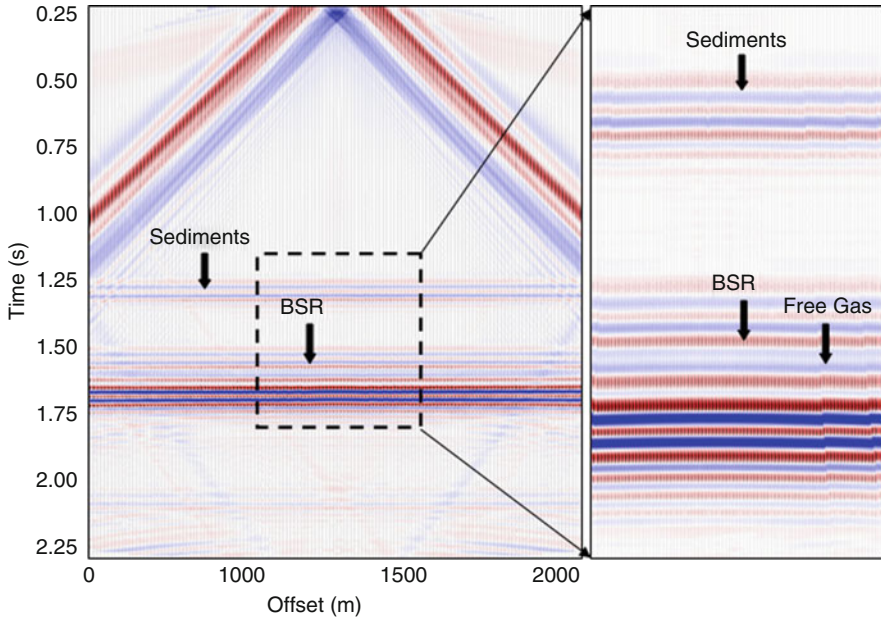 0.25
0.50
0.75
1.00
1.25
1.50
1.75
2.00
2.25
Time (s)
0
1000
1500
2000
Offset (m)
Sediments
BSR
Sediments
BSR
Free Gas